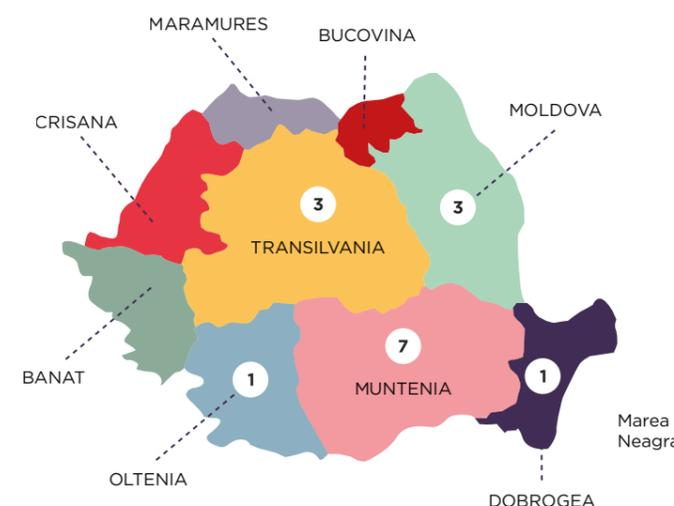 MARAMURES
BUCOVINA
CRISANA
MOLDOVA
3
3
TRANSILVANIA
7
BANAT
1
MUNTENIA
1
Marea
Neagra
OLTENIA
DOBROGEA